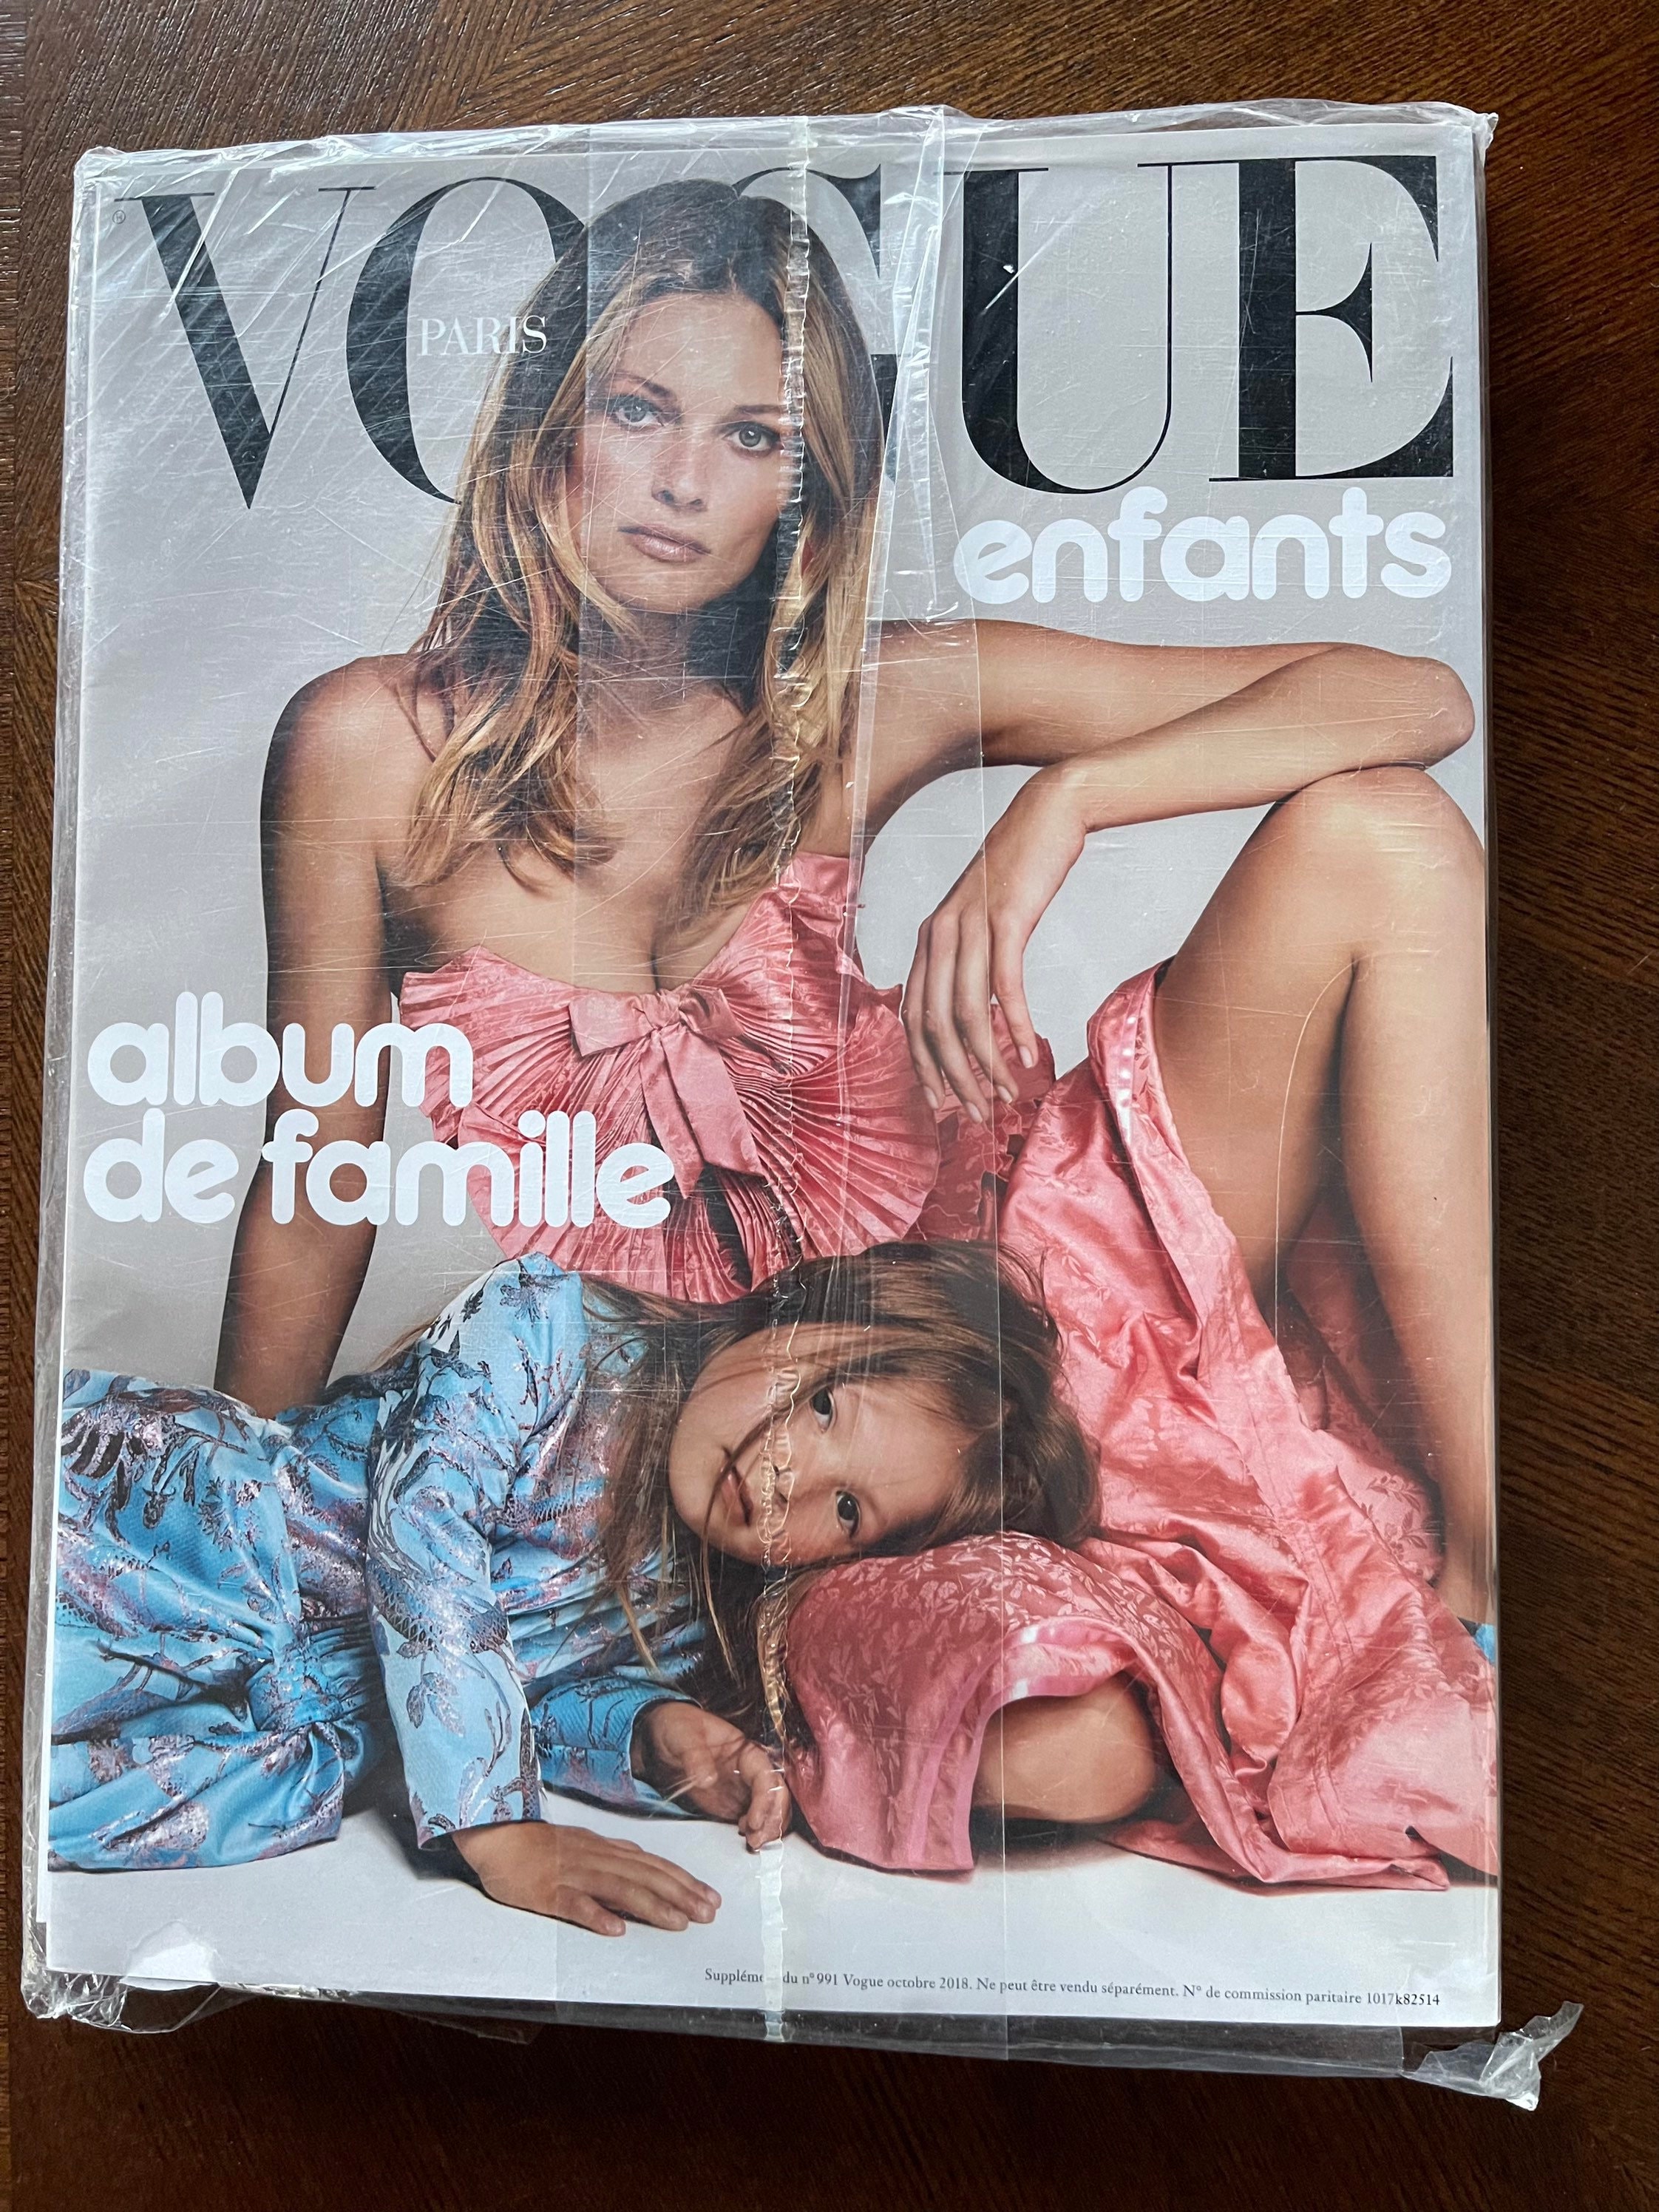 VOGUE
PARIS
enfants
album
de famille
du n° 991 Vogue octobre 2018. Ne peut être vendu séparément. N° de commission paritaire 1017k82514